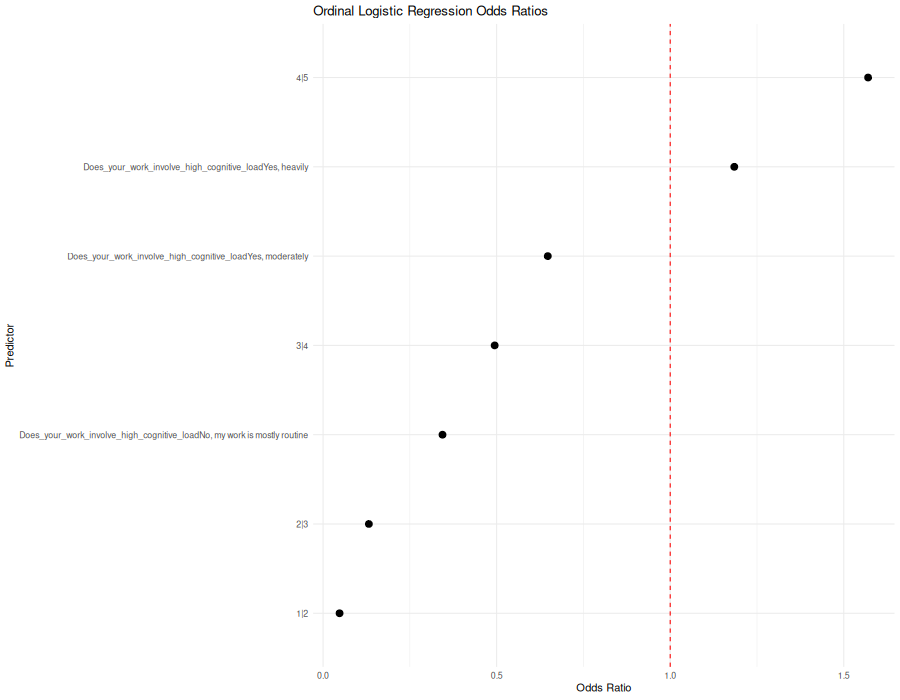 Ordinal Logistic Regression Odds Ratios
4|5
Does_your_work_involve_high_cognitive_loadYes, heavily
Does_your_work_involve_high_cognitive_loadYes, moderately
3|4
Does_your_work_involve_high_cognitive_loadNo, my work is mostly routine
2|3
1|2
Predictor
0.0 0.5 1.0 1.5
Odds Ratio